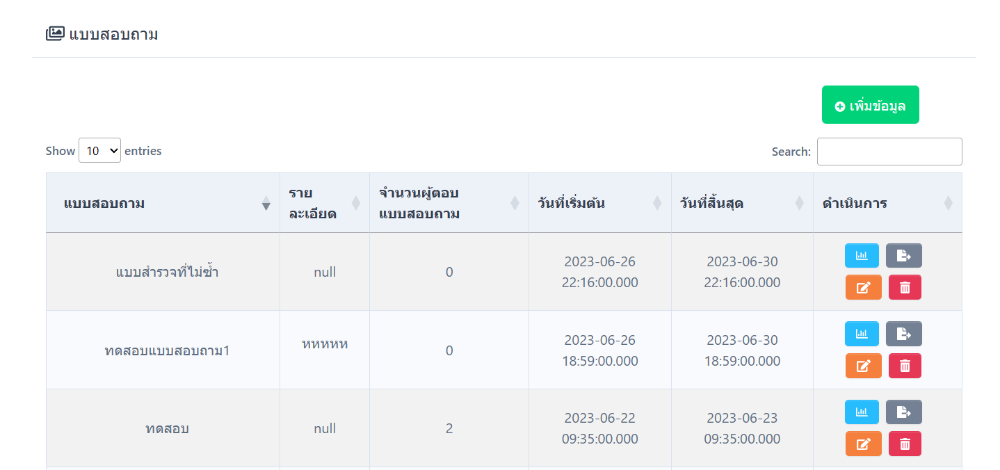 แบบสอบถาม
เพิ่มข้อมูล
Show 10 entries
Search:
แบบสอบถาม
ราย
ละเอียด
จำนวนผู้ตอบ
แบบสอบถาม
วันที่เริ่มต้น
วันที่สิ้นสุด
ดำเนินการ
แบบสำรวจที่ไม่ซ้ำ
null
0
2023-06-26
22:16:00.000
2023-06-30
22:16:00.000
ทดสอบแบบสอบถาม1
หหหหห
0
2023-06-26
18:59:00.000
2023-06-30
18:59:00.000
ทดสอบ
null
2
2023-06-22
09:35:00.000
2023-06-23
09:35:00.000